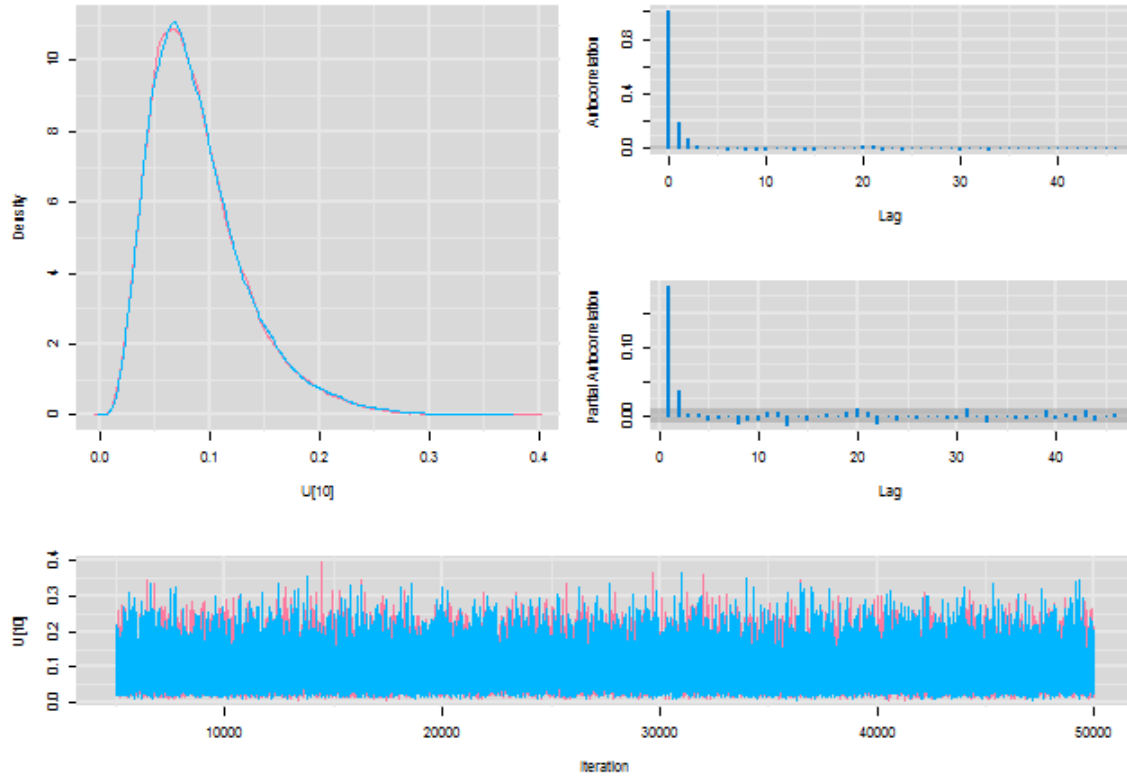 Density
0 2 4 6 8 10
0.0 0.1 0.2 0.3 0.4
U[10]
Autocorrelation
0.0 0.4 0.8
0 10 20 30 40
Lag
Partial Autocorrelation
0.00 0.10
0 10 20 30 40
Lag
U[10]
0.0 0.1 0.2 0.3 0.4
10000 20000 30000 40000 50000
Iteration